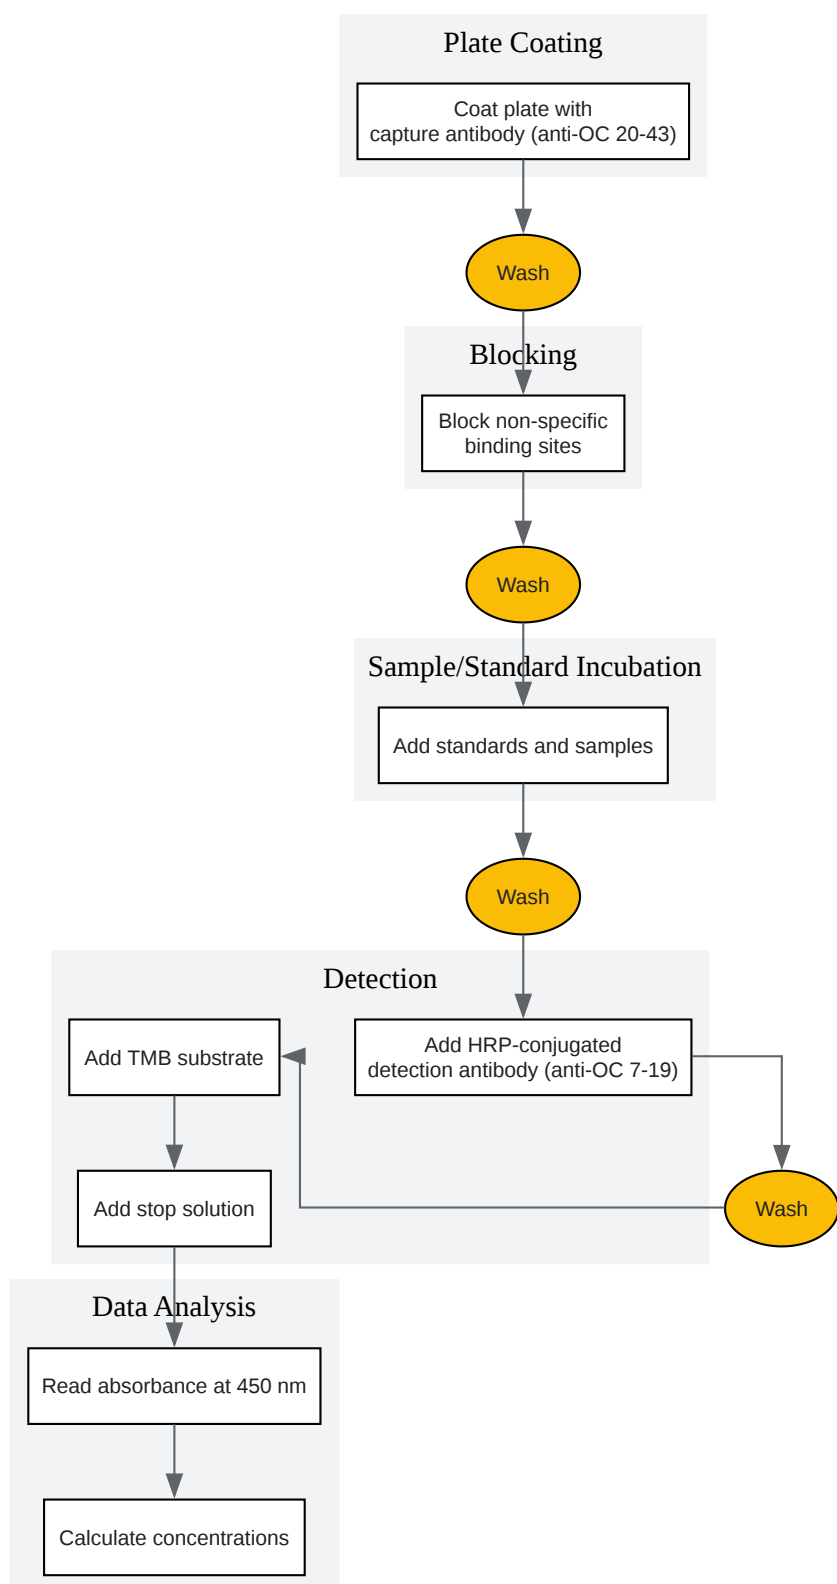 Plate Coating
Coat plate with
capture antibody (anti-OC 20-43)
Wash
Blocking
Block non-specific
binding sites
Wash
Sample/Standard Incubation
Add standards and samples
Wash
Detection
Add HRP-conjugated
detection antibody (anti-OC 7-19)
Wash
Add TMB substrate
Add stop solution
Data Analysis
Read absorbance at 450 nm
Calculate concentrations